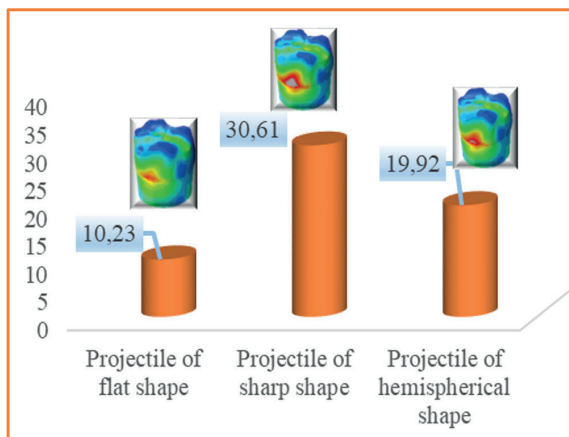 40
35
30
25
20
15
10
5
0
10,23
30,61
19,92
Projectile of
flat shape
Projectile of
sharp shape
Projectile of
hemispherical
shape